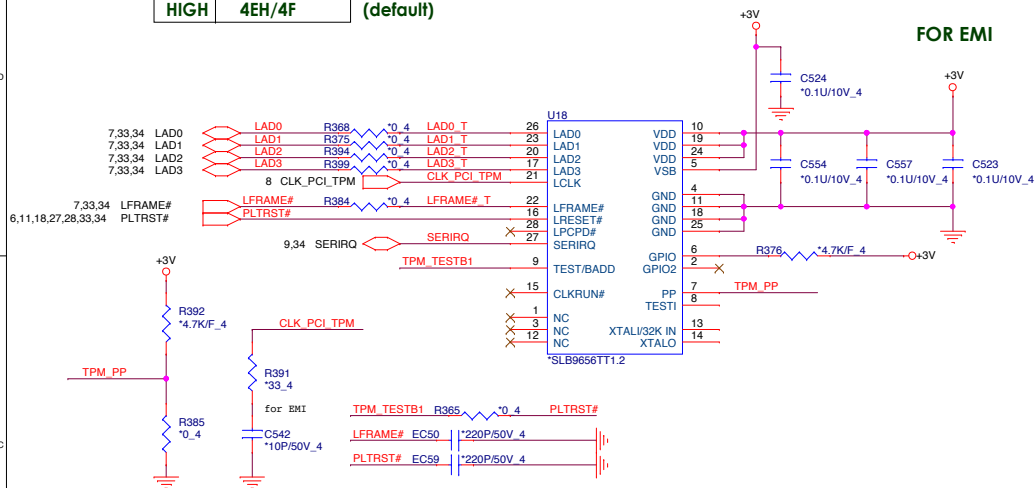 HIGH 4EH/4F (default)
+3V
FOR EMI
C524
*0.1U/10V_4
+3V
U18
7,33,34 LAD0 LAD0 R368 *0_4 LAD0_T 26 LAD0 VDD 10
7,33,34 LAD1 LAD1 R375 *0_4 LAD1_T 23 LAD1 VDD 19
7,33,34 LAD2 LAD2 R394 *0_4 LAD2_T 20 LAD2 VDD 24
7,33,34 LAD3 LAD3 R399 *0_4 LAD3_T 17 LAD3 VSB 5
8 CLK_PCI_TPM CLK_PCI_TPM 21 LCLK
C554 C557 C523
*0.1U/10V_4 *0.1U/10V_4 *0.1U/10V_4
GND 4
7,33,34 LFRAME# LFRAME# R384 *0_4 LFRAME#_T 22 LFRAME# GND 11
6,11,18,27,28,33,34 PLTRST# PLTRST# 16 LRESET# GND 18
28 LPCPD# GND 25
9,34 SERIRQ SERIRQ 27 SERIRQ
GPIO 6 R376 *4.7K/F_4 +3V
TPM_TESTB1 9 TEST/BADD GPIO2 2
+3V
15 CLKRUN# PP 7 TPM_PP
TESTI 8
R392
*4.7K/F_4
1 NC
3 NC XTALI/32K IN 13
12 NC XTALO 14
CLK_PCI_TPM
*SLB9656TT1.2
TPM_PP
R391
*33_4
for EMI
R385
*0_4
C542
*10P/50V_4
TPM_TESTB1 R365 *0_4 PLTRST#
LFRAME# EC50 *220P/50V_4
PLTRST# EC59 *220P/50V_4
C